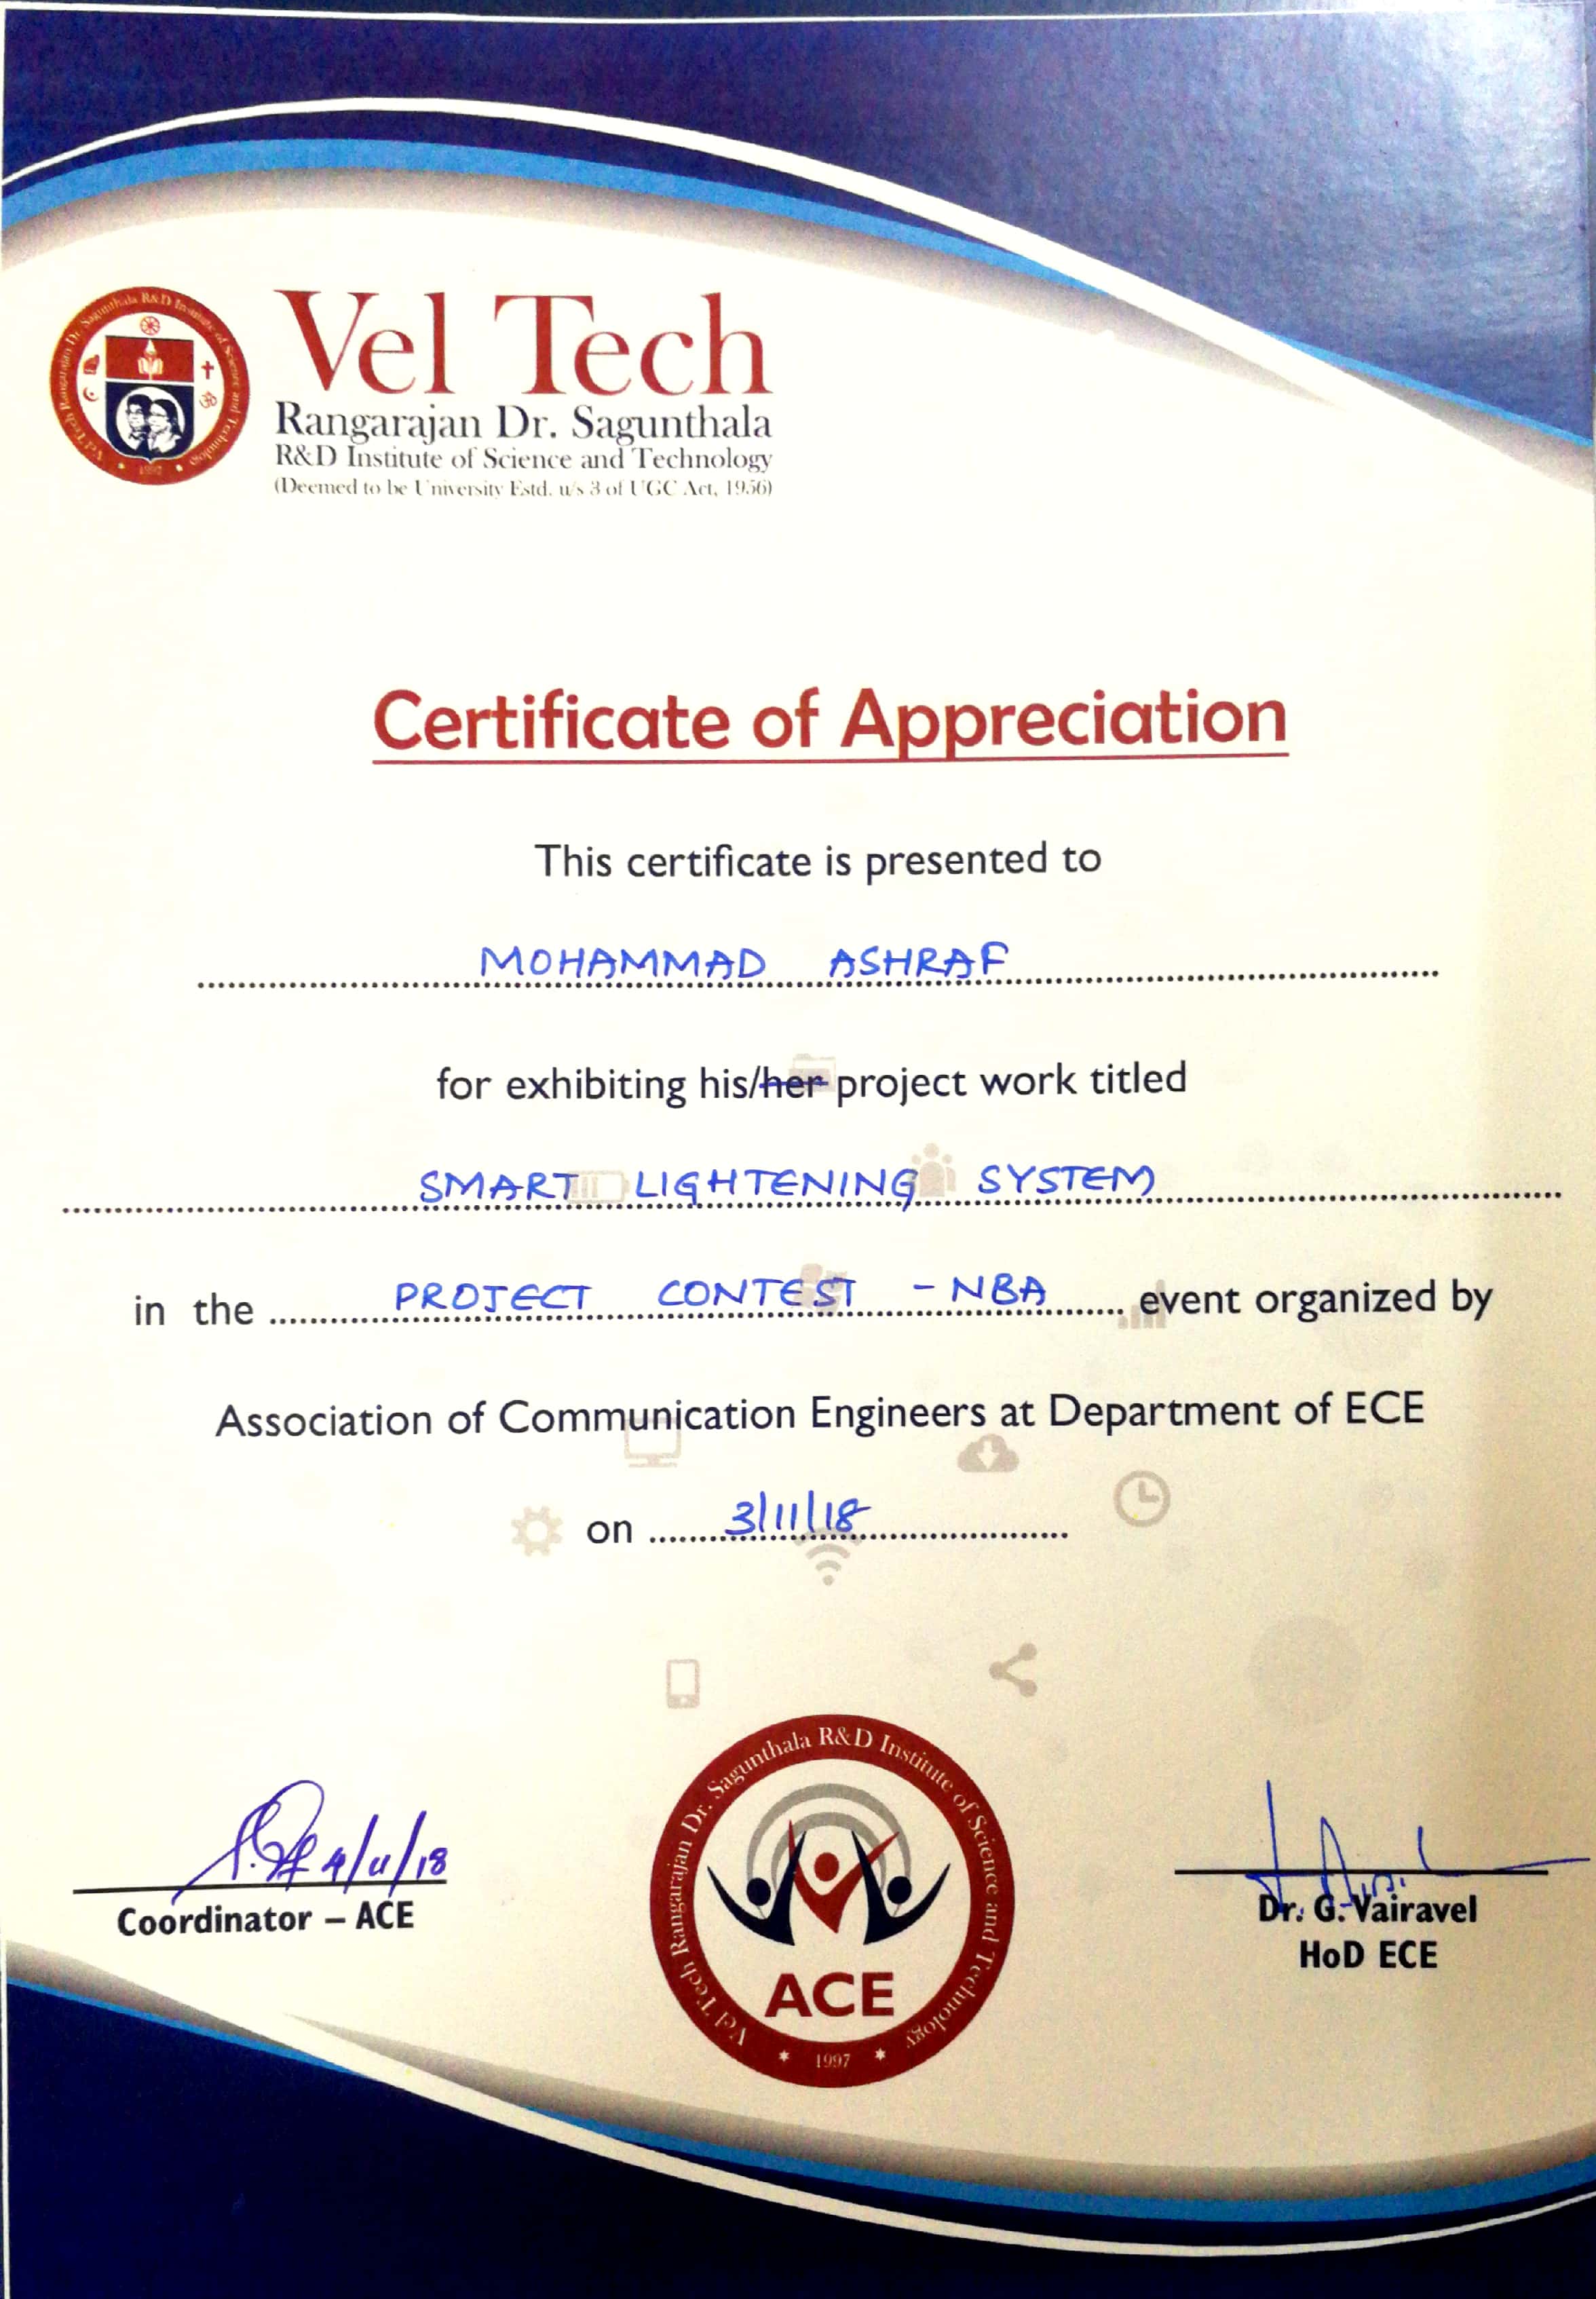 Vel Tech Rangarajan Dr. Sagunthala R&D Institute of Science and Technology
1997
Vel Tech
Rangarajan Dr. Sagunthala
R&D Institute of Science and Technology
(Deemed to be University Estd. u/s 3 of UGC Act, 1956)
Certificate of Appreciation
This certificate is presented to
MOHAMMAD ASHRAF
for exhibiting his/her project work titled
SMART LIGHTENING SYSTEM
in the PROJECT CONTEST - NBA event organized by
Association of Communication Engineers at Department of ECE
on 3/11/18
4/11/18
Coordinator – ACE
Vel Tech Rangarajan Dr. Sagunthala R&D Institute of Science and Technology
ACE
1997
Dr. G. Vairavel
HoD ECE